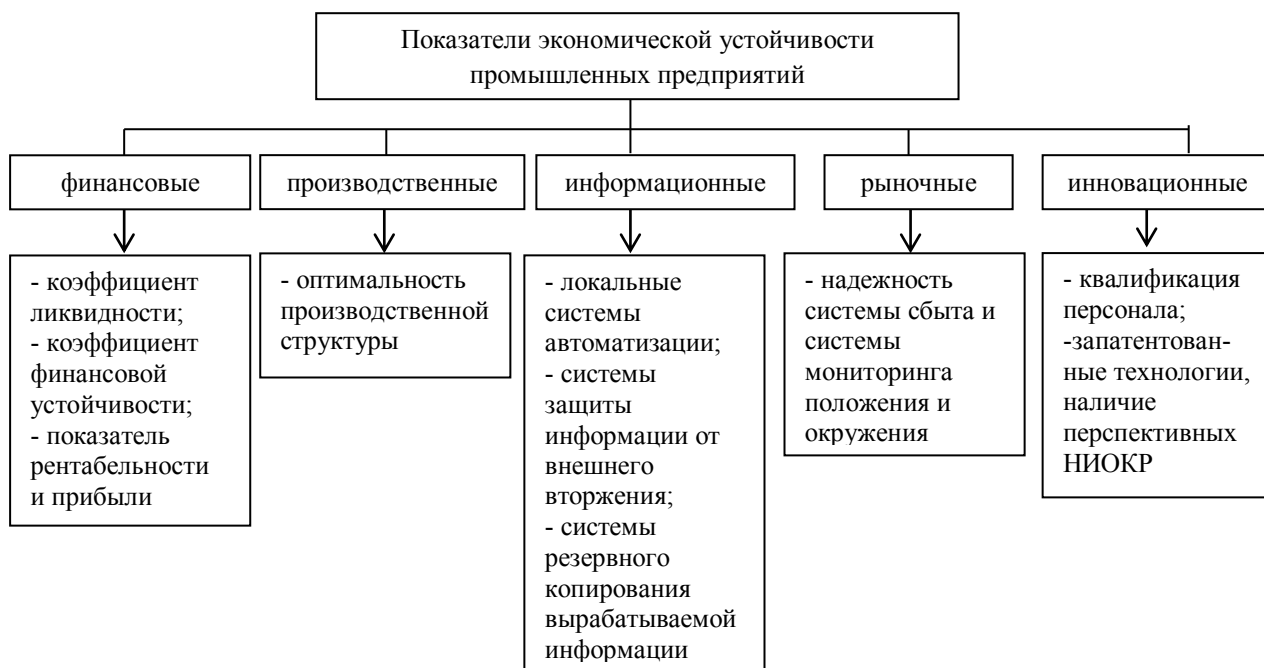 Показатели экономической устойчивости
промышленных предприятий
финансовые
производственные
информационные
рыночные
инновационные
- коэффициент
ликвидности;
- коэффициент
финансовой
устойчивости;
- показатель
рентабельности
и прибыли
- оптимальность
производственной
структуры
- локальные
системы
автоматизации;
- системы
защиты
информации от
внешнего
вторжения;
- системы
резервного
копирования
вырабатываемой
информации
- надежность
системы сбыта и
системы
мониторинга
положения и
окружения
- квалификация
персонала;
-запатентован-
ные технологии,
наличие
перспективных
НИОКР